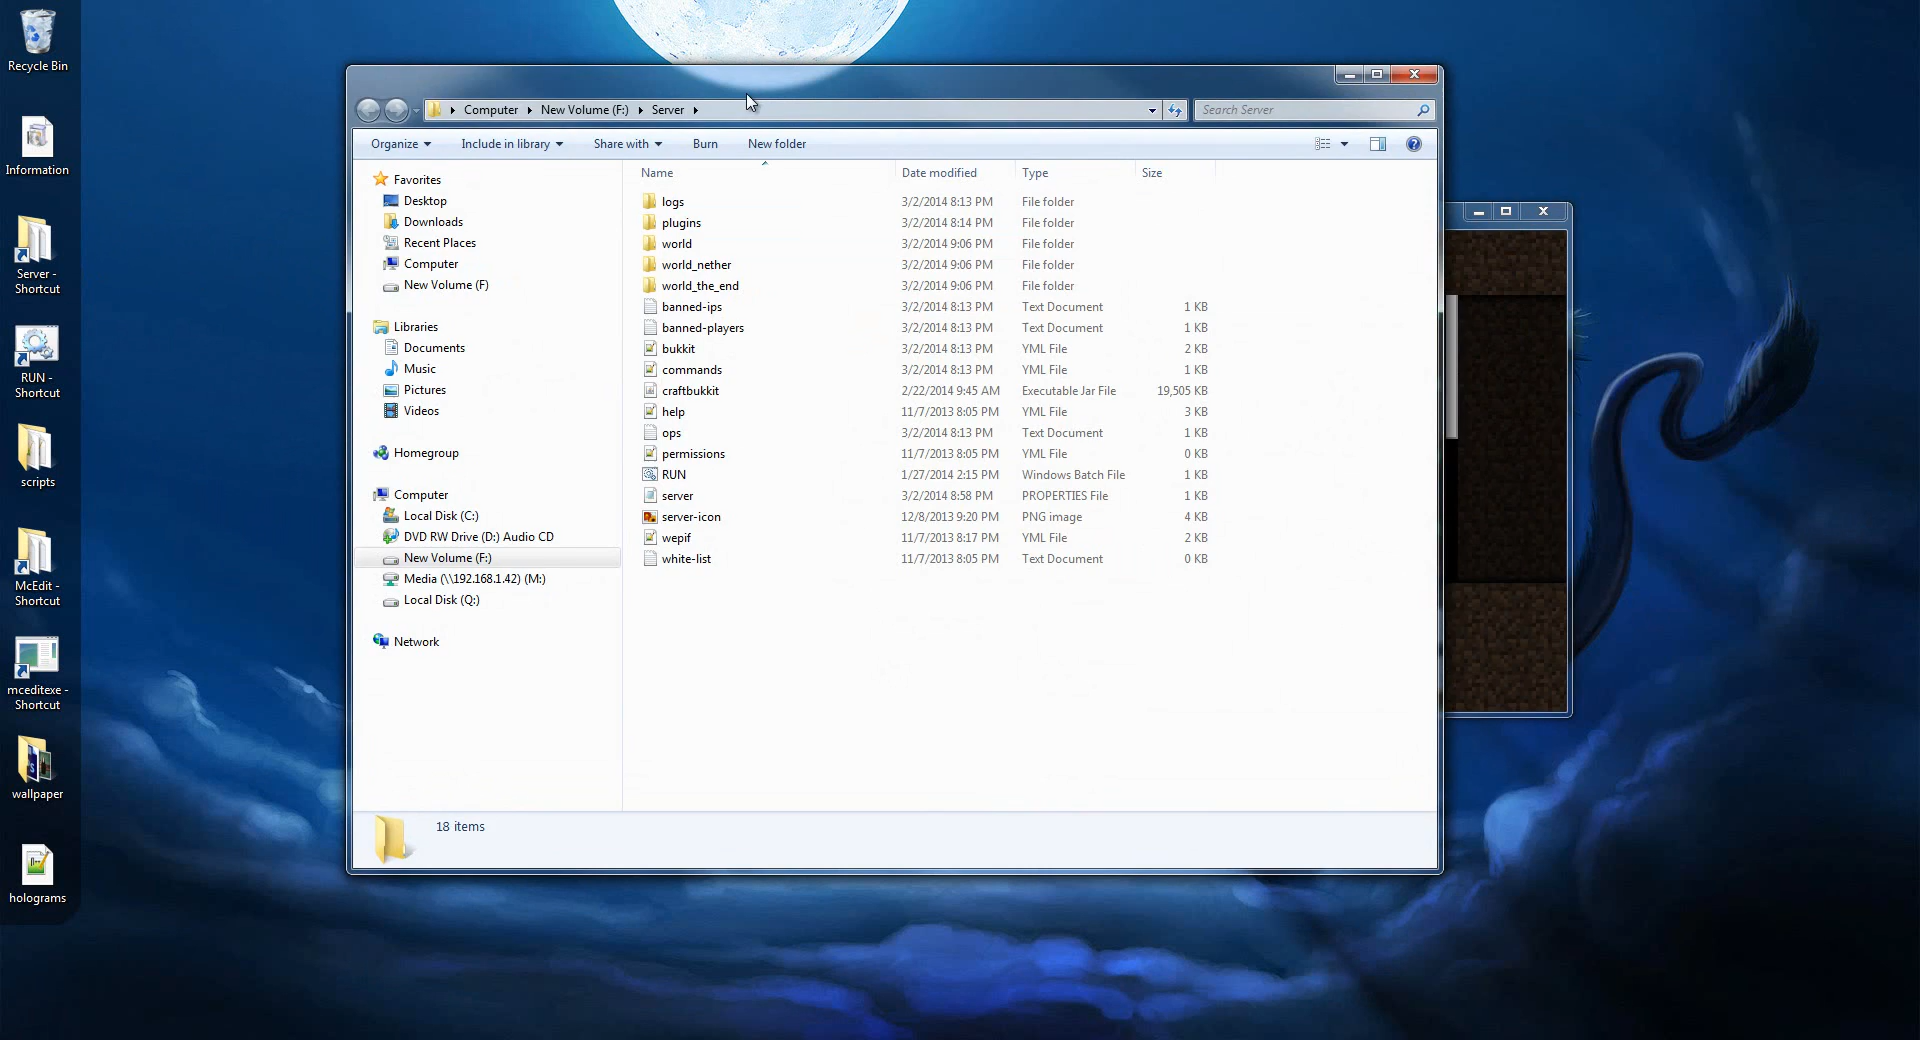 Recycle Bin
Information
Server -
Shortcut
RUN -
Shortcut
scripts
McEdit -
Shortcut
mceditexe -
Shortcut
wallpaper
holograms
Computer New Volume (F:) Server
Search Server
Organize Include in library Share with Burn New folder
Favorites
Desktop
Downloads
Recent Places
Computer
New Volume (F)
Libraries
Documents
Music
Pictures
Videos
Homegroup
Computer
Local Disk (C:)
DVD RW Drive (D:) Audio CD
New Volume (F:)
Media (\\192.168.1.42) (M:)
Local Disk (Q:)
Network
Name Date modified Type Size
logs 3/2/2014 8:13 PM File folder
plugins 3/2/2014 8:14 PM File folder
world 3/2/2014 9:06 PM File folder
world_nether 3/2/2014 9:06 PM File folder
world_the_end 3/2/2014 9:06 PM File folder
banned-ips 3/2/2014 8:13 PM Text Document 1 KB
banned-players 3/2/2014 8:13 PM Text Document 1 KB
bukkit 3/2/2014 8:13 PM YML File 2 KB
commands 3/2/2014 8:13 PM YML File 1 KB
craftbukkit 2/22/2014 9:45 AM Executable Jar File 19,505 KB
help 11/7/2013 8:05 PM YML File 3 KB
ops 3/2/2014 8:13 PM Text Document 1 KB
permissions 11/7/2013 8:05 PM YML File 0 KB
RUN 1/27/2014 2:15 PM Windows Batch File 1 KB
server 3/2/2014 8:58 PM PROPERTIES File 1 KB
server-icon 12/8/2013 9:20 PM PNG image 4 KB
wepif 11/7/2013 8:17 PM YML File 2 KB
white-list 11/7/2013 8:05 PM Text Document 0 KB
18 items